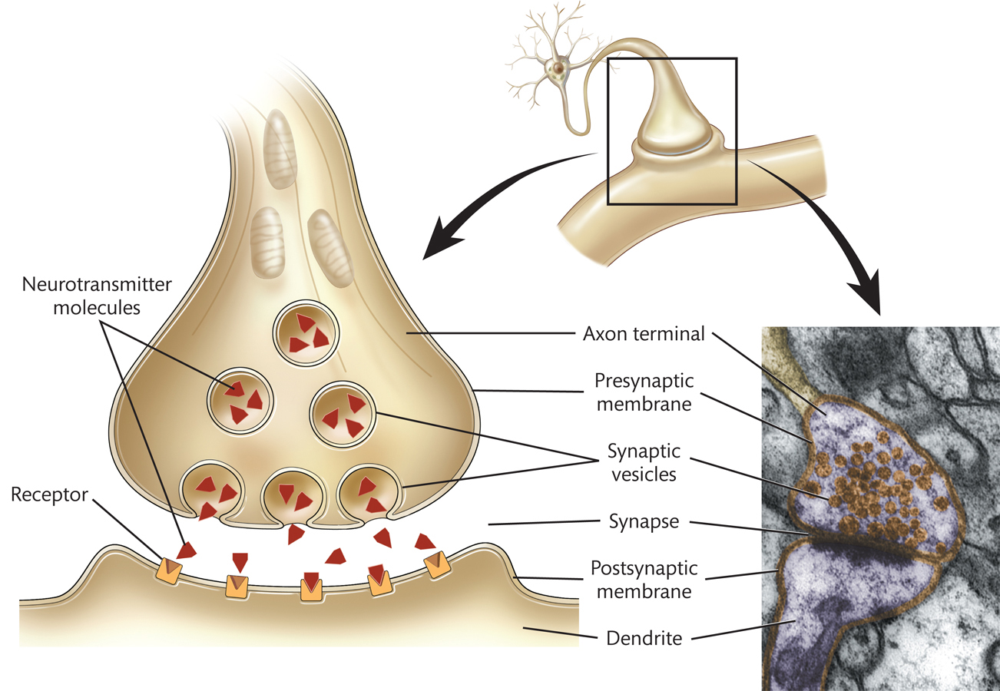 Neurotransmitter
molecules
Receptor
Axon terminal
Presynaptic
membrane
Synaptic
vesicles
Synapse
Postsynaptic
membrane
Dendrite